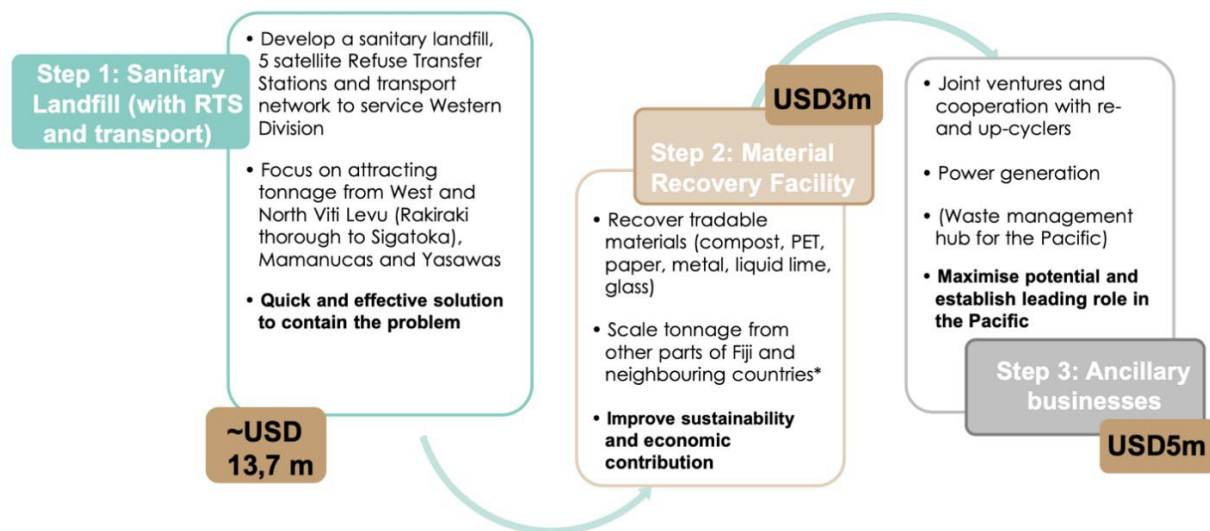 Step 1: Sanitary
Landfill (with RTS
and transport)
• Develop a sanitary landfill,
5 satellite Refuse Transfer
Stations and transport
network to service Western
Division
• Focus on attracting
tonnage from West and
North Viti Levu (Rakiraki
thorough to Sigatoka),
Mamanucas and Yasawas
• Quick and effective solution
to contain the problem
~USD
13,7 m
USD3m
Step 2: Material
Recovery Facility
• Recover tradable
materials (compost, PET,
paper, metal, liquid lime,
glass)
• Scale tonnage from
other parts of Fiji and
neighbouring countries*
• Improve sustainability
and economic
contribution
• Joint ventures and
cooperation with re-
and up-cyclers
• Power generation
• (Waste management
hub for the Pacific)
• Maximise potential and
establish leading role in
the Pacific
Step 3: Ancillary
businesses
USD5m